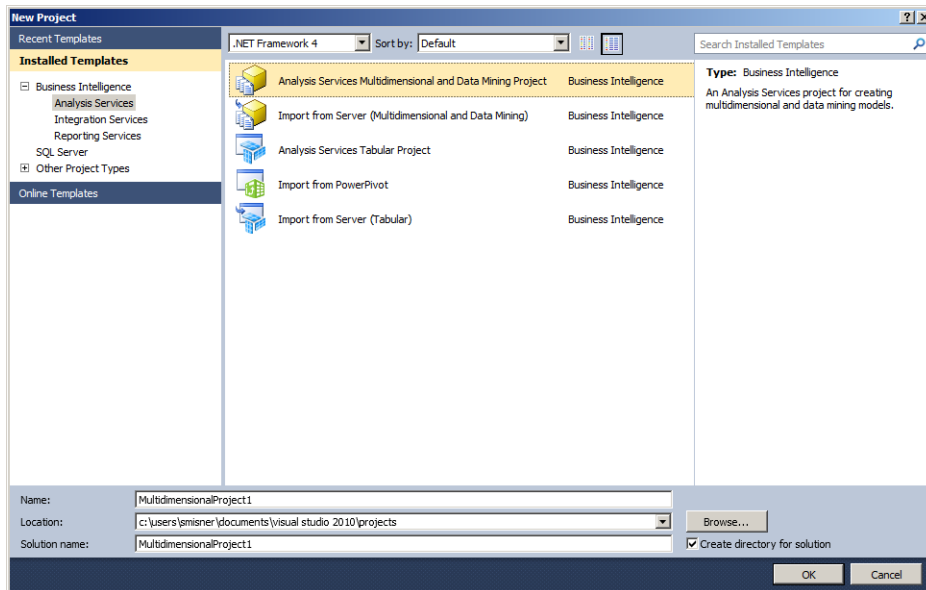 New Project
Recent Templates
Installed Templates
Business Intelligence
Analysis Services
Integration Services
Reporting Services
SQL Server
Other Project Types
Online Templates
.NET Framework 4 Sort by: Default
Analysis Services Multidimensional and Data Mining Project Business Intelligence
Import from Server (Multidimensional and Data Mining) Business Intelligence
Analysis Services Tabular Project Business Intelligence
Import from PowerPivot Business Intelligence
Import from Server (Tabular) Business Intelligence
Search Installed Templates
Type: Business Intelligence
An Analysis Services project for creating
multidimensional and data mining models.
Name: MultidimensionalProject1
Location: c:\users\smisner\documents\visual studio 2010\projects Browse...
Solution name: MultidimensionalProject1 Create directory for solution
OK Cancel